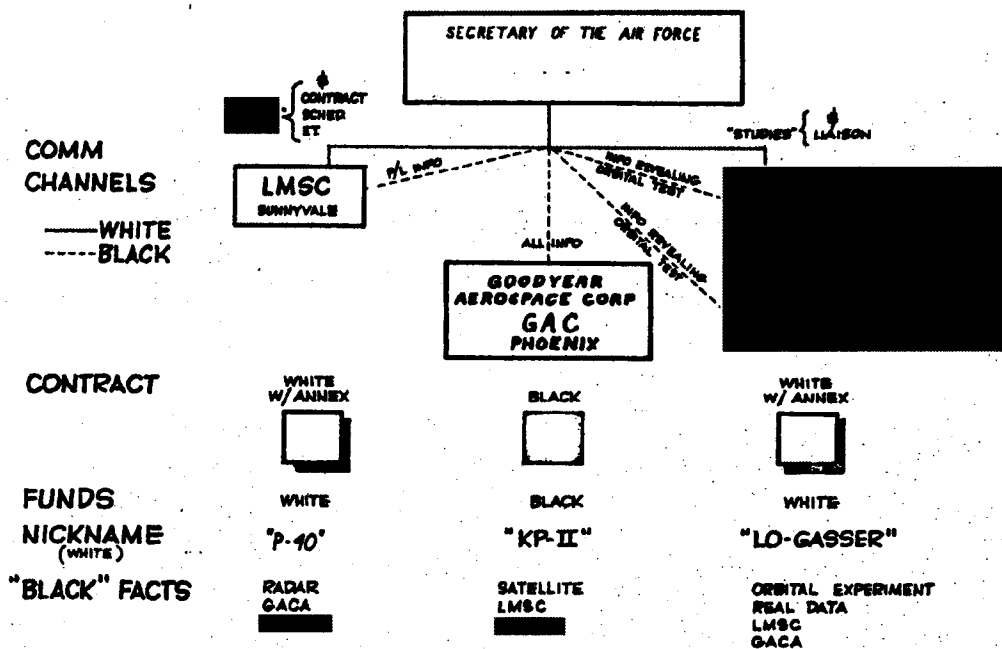 SECRETARY OF THE AIR FORCE
. . .
$
CONTRACT
SCHED
ET.
$
"STUDIES" LIAISON
COMM
CHANNELS
WHITE
BLACK
P/L INFO
INFO REVEALING
ORBITAL TEST
INFO REVEALING
ORBITAL TEST
LMSC
SUNNYVALE
ALL INFO
GOODYEAR
AEROSPACE CORP
GAC
PHOENIX
CONTRACT
WHITE
W/ ANNEX
BLACK
WHITE
W/ ANNEX
FUNDS
WHITE
BLACK
WHITE
NICKNAME
(WHITE)
"P-40"
"KP-II"
"LO-GASSER"
"BLACK" FACTS
RADAR
GACA
SATELLITE
LMSC
ORBITAL EXPERIMENT
REAL DATA
LMSC
GACA